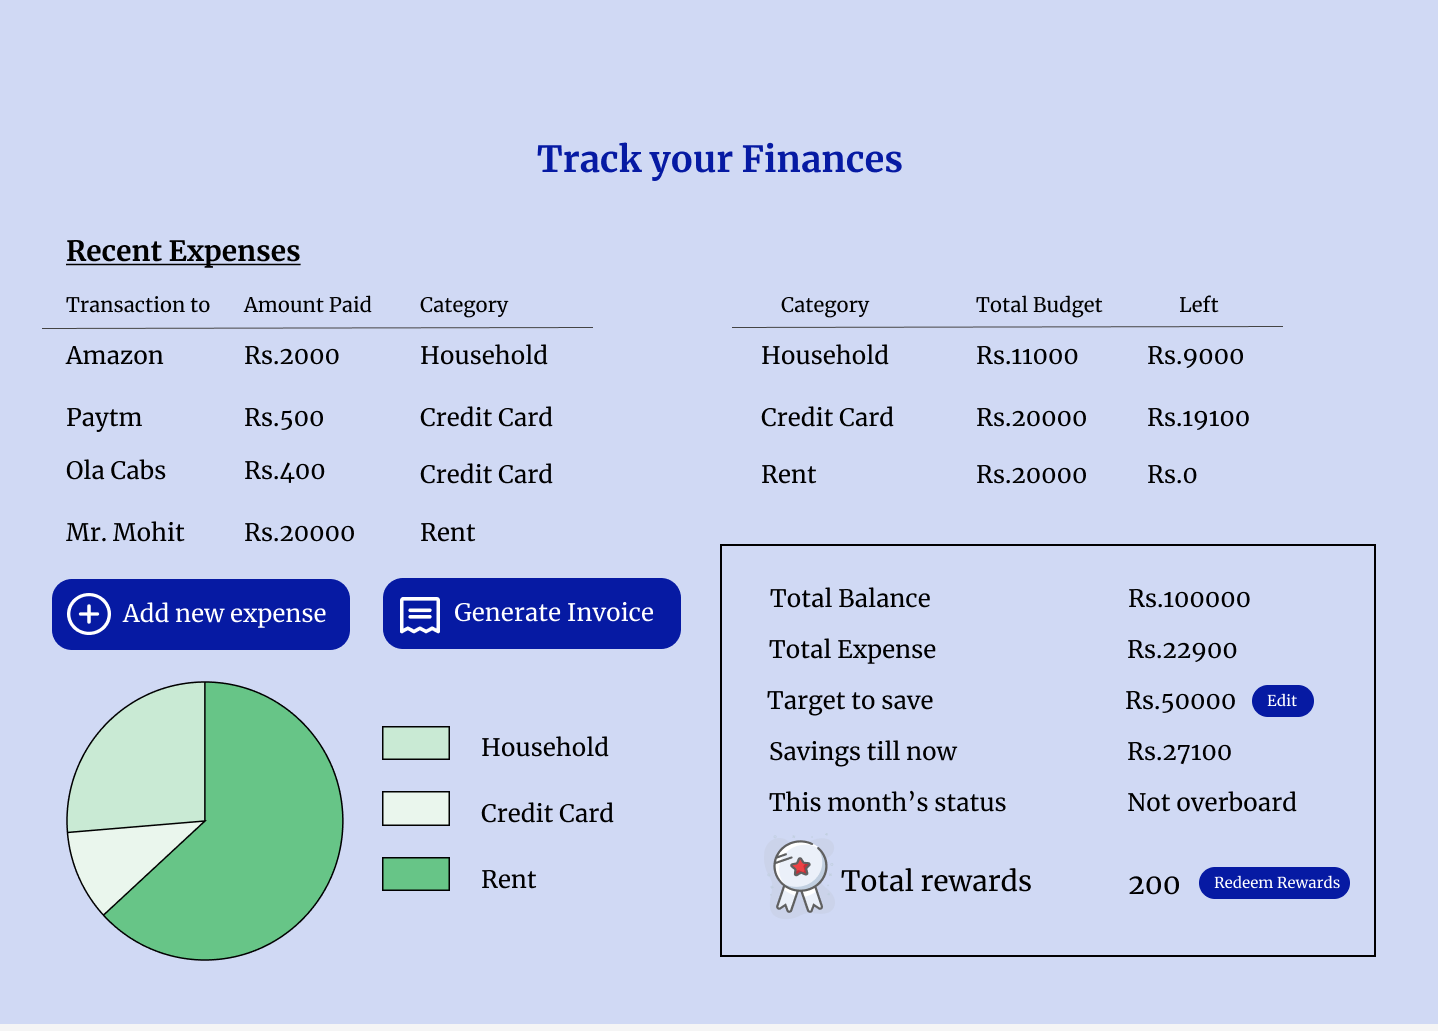 Track your Finances
Recent Expenses
Transaction to Amount Paid Category
Amazon Rs.2000 Household
Paytm Rs.500 Credit Card
Ola Cabs Rs.400 Credit Card
Mr. Mohit Rs.20000 Rent
Category Total Budget Left
Household Rs.11000 Rs.9000
Credit Card Rs.20000 Rs.19100
Rent Rs.20000 Rs.0
Add new expense
Generate Invoice
Household
Credit Card
Rent
Total Balance Rs.100000
Total Expense Rs.22900
Target to save Rs.50000 Edit
Savings till now Rs.27100
This month’s status Not overboard
Total rewards 200 Redeem Rewards